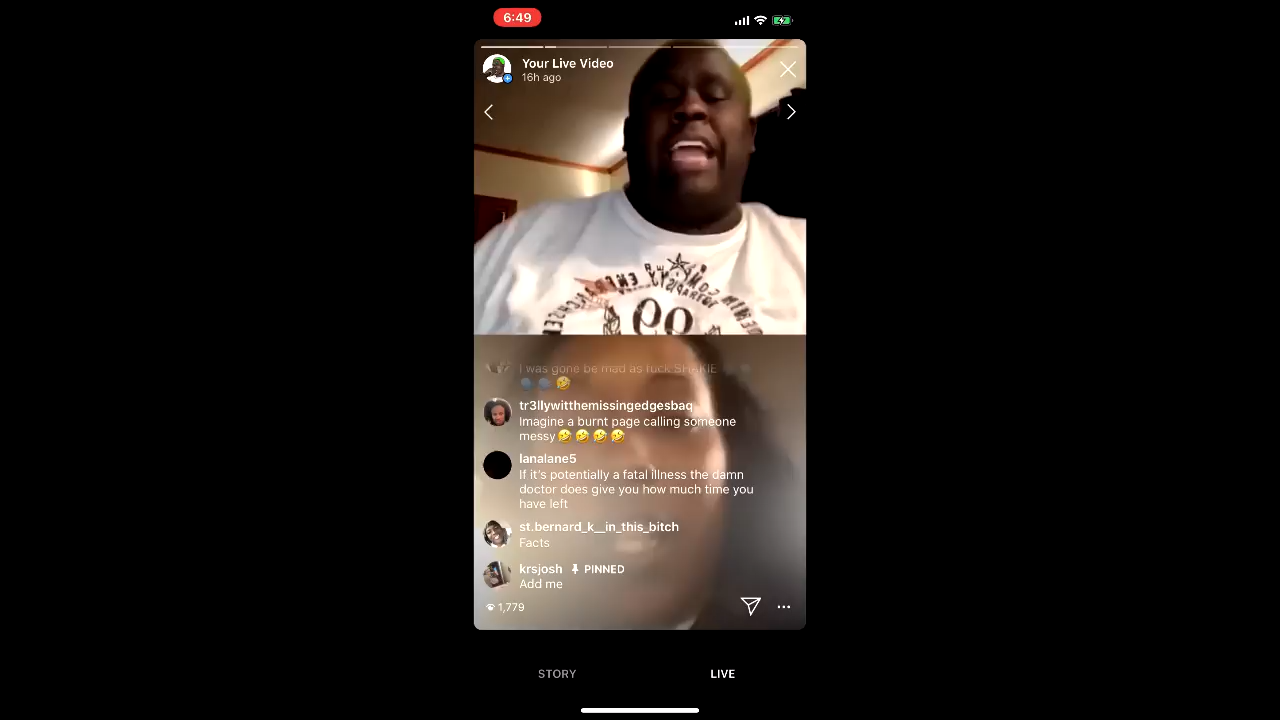 6:49
Your Live Video
16h ago
I was gone be mad as fuck SHAKIE
tr3llywitthemissingedgesbaq
Imagine a burnt page calling someone
messy🤣🤣🤣🤣
lanalane5
If it's potentially a fatal illness the damn
doctor does give you how much time you
have left
st.bernard_k__in_this_bitch
Facts
krsjosh PINNED
Add me
1,779
STORY
LIVE